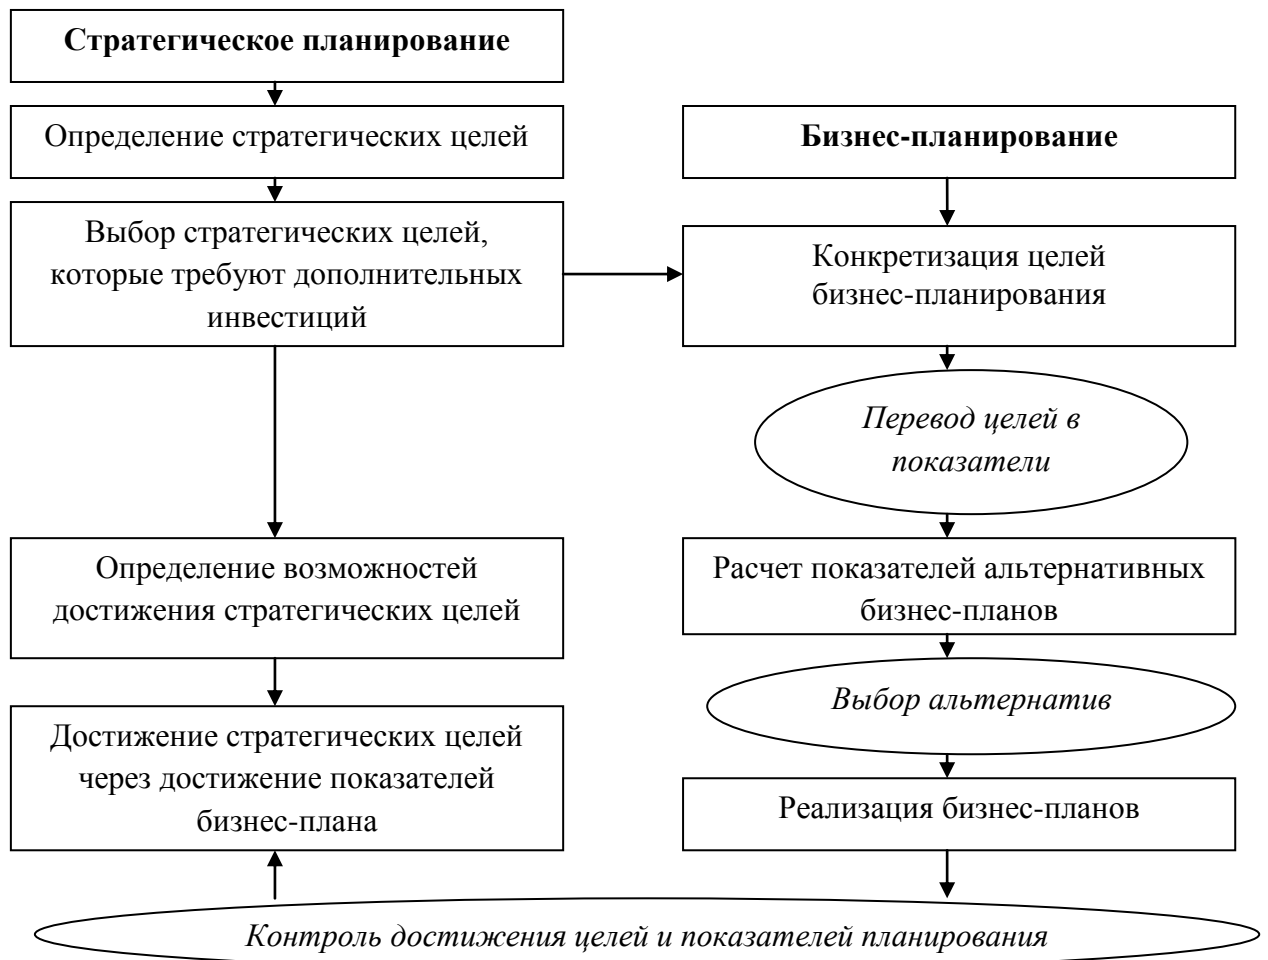 Стратегическое планирование
Определение стратегических целей
Выбор стратегических целей,
которые требуют дополнительных
инвестиций
Определение возможностей
достижения стратегических целей
Достижение стратегических целей
через достижение показателей
бизнес-плана
Бизнес-планирование
Конкретизация целей
бизнес-планирования
Перевод целей в
показатели
Расчет показателей альтернативных
бизнес-планов
Выбор альтернатив
Реализация бизнес-планов
Контроль достижения целей и показателей планирования